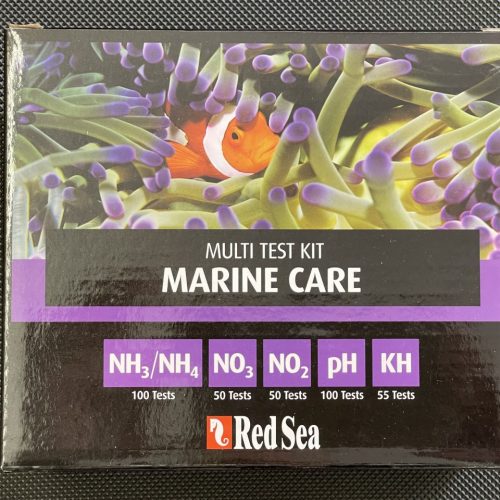 MULTI TEST KIT
MARINE CARE
NH₃/NH₄ NO₃ NO₂ pH KH
100 Tests 50 Tests 50 Tests 100 Tests 55 Tests
Red Sea